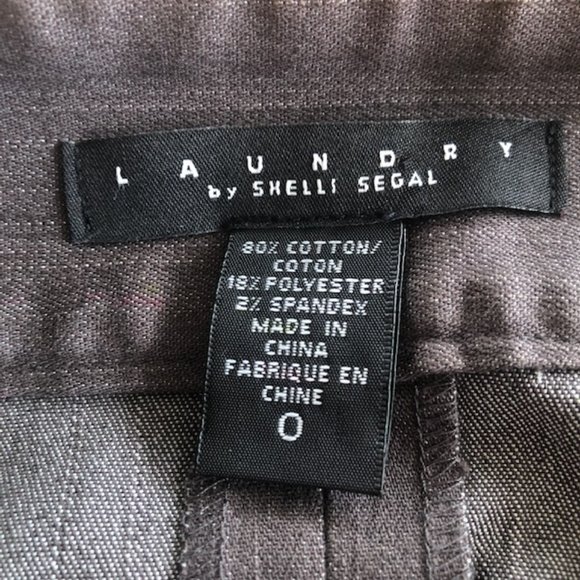 LAUNDRY
by SHELLI SEGAL
80% COTTON/
COTON
18% POLYESTER
2% SPANDEX
MADE IN
CHINA
FABRIQUE EN
CHINE
0